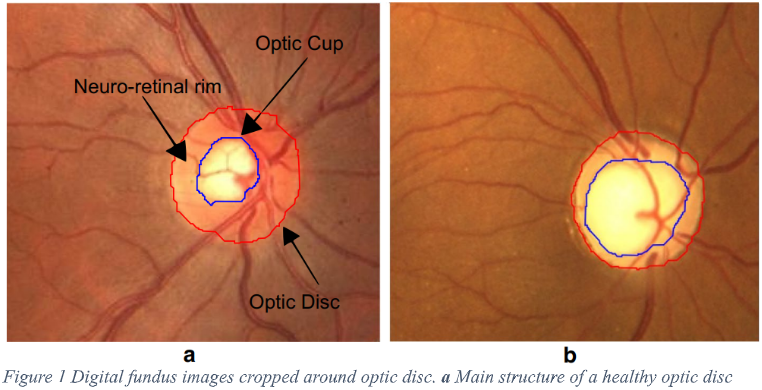 Optic Cup
Neuro-retinal rim
Optic Disc
a
b
Figure 1 Digital fundus images cropped around optic disc. a Main structure of a healthy optic disc